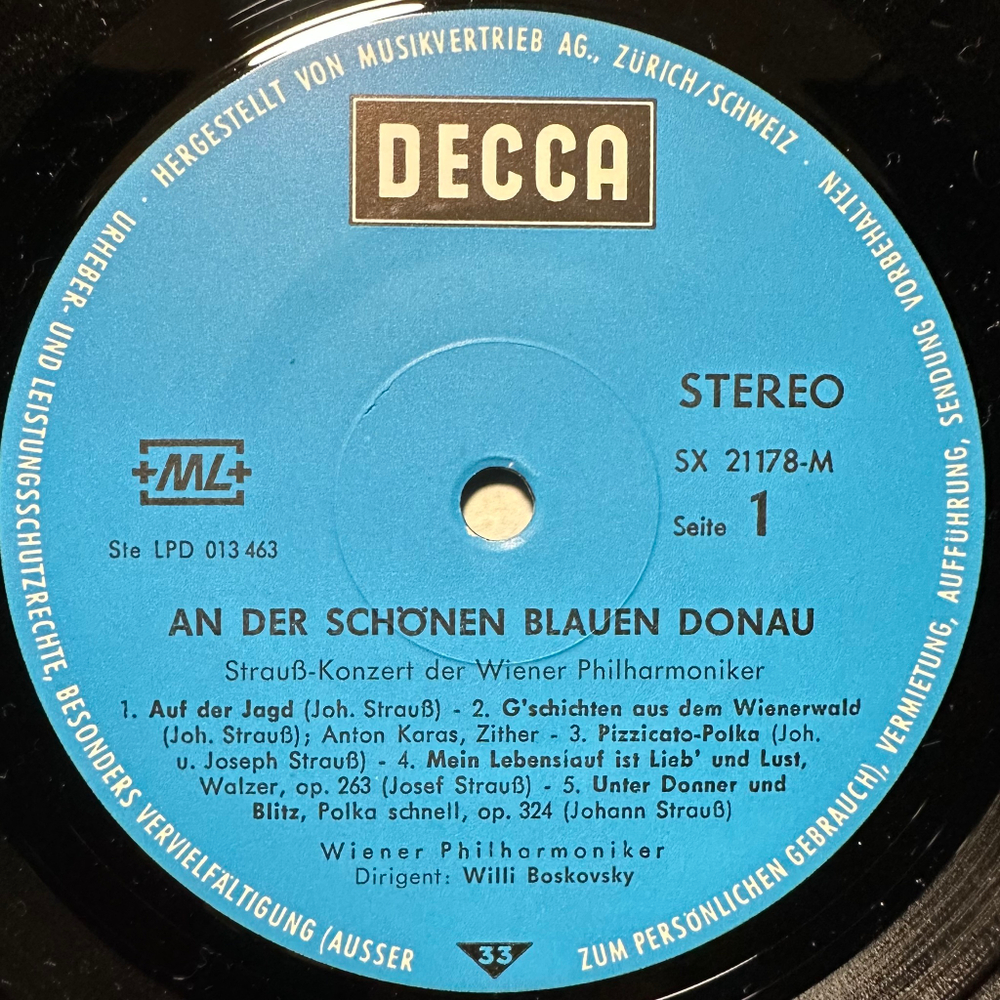 HERGESTELLT VON MUSIKVERTRIEB AG., ZÜRICH/SCHWEIZ ·
URHEBER- UND LEISTUNGSSCHUTZRECHTE, BESONDERS VERVIELFÄLTIGUNG (AUSSER
ZUM PERSÖNLICHEN GEBRAUCH), VERMIETUNG, AUFFÜHRUNG, SENDUNG VORBEHALTEN ·
DECCA
STEREO
+ML+
SX 21178-M
Seite 1
Ste LPD 013 463
AN DER SCHÖNEN BLAUEN DONAU
Strauß-Konzert der Wiener Philharmoniker
1. Auf der Jagd (Joh. Strauß) - 2. G'schichten aus dem Wienerwald
(Joh. Strauß); Anton Karas, Zither - 3. Pizzicato-Polka (Joh.
u. Joseph Strauß) - 4. Mein Lebenslauf ist Lieb' und Lust,
Walzer, op. 263 (Josef Strauß) - 5. Unter Donner und
Blitz, Polka schnell, op. 324 (Johann Strauß)
Wiener Philharmoniker
Dirigent: Willi Boskovsky
33